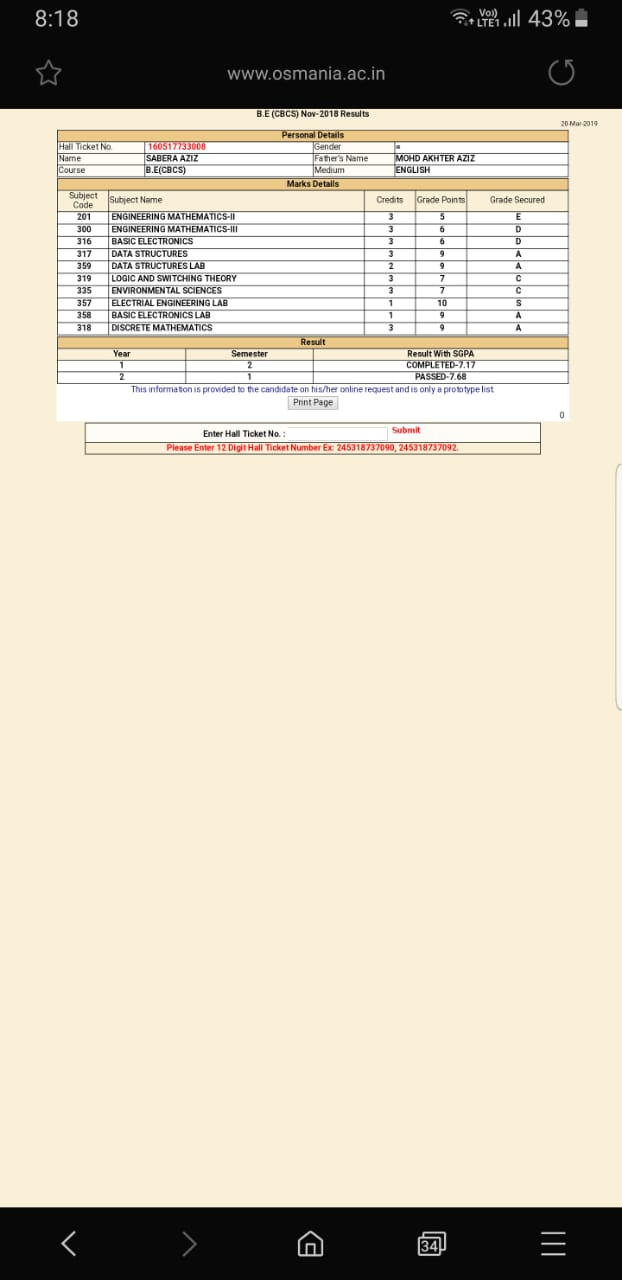 8:18 Vo)) LTE1 43%
www.osmania.ac.in
B.E (CBCS) Nov-2018 Results
20-Mar-2019
Personal Details
Hall Ticket No. 160517733008 Gender =
Name SABERA AZIZ Father's Name MOHD AKHTER AZIZ
Course B.E(CBCS) Medium ENGLISH
Marks Details
Subject Code Subject Name Credits Grade Points Grade Secured
201 ENGINEERING MATHEMATICS-II 3 5 E
300 ENGINEERING MATHEMATICS-III 3 6 D
316 BASIC ELECTRONICS 3 6 D
317 DATA STRUCTURES 3 9 A
359 DATA STRUCTURES LAB 2 9 A
319 LOGIC AND SWITCHING THEORY 3 7 C
335 ENVIRONMENTAL SCIENCES 3 7 C
357 ELECTRIAL ENGINEERING LAB 1 10 S
358 BASIC ELECTRONICS LAB 1 9 A
318 DISCRETE MATHEMATICS 3 9 A
Result
Year Semester Result With SGPA
1 2 COMPLETED-7.17
2 1 PASSED-7.68
This information is provided to the candidate on his/her online request and is only a prototype list.
Print Page
0
Enter Hall Ticket No. : Submit
Please Enter 12 Digit Hall Ticket Number Ex: 245318737090, 245318737092.
34